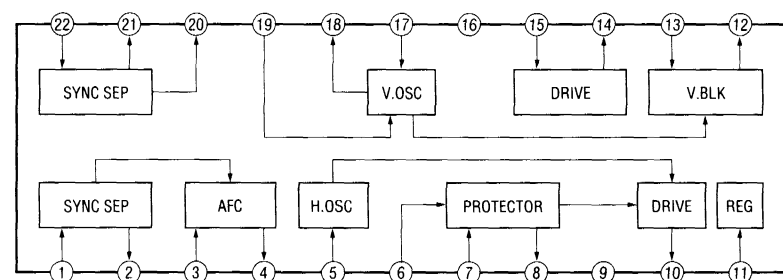 22 21 20 19 18 17 16 15 14 13 12
SYNC SEP V.OSC DRIVE V.BLK
SYNC SEP AFC H.OSC PROTECTOR DRIVE REG
1 2 3 4 5 6 7 8 9 10 11